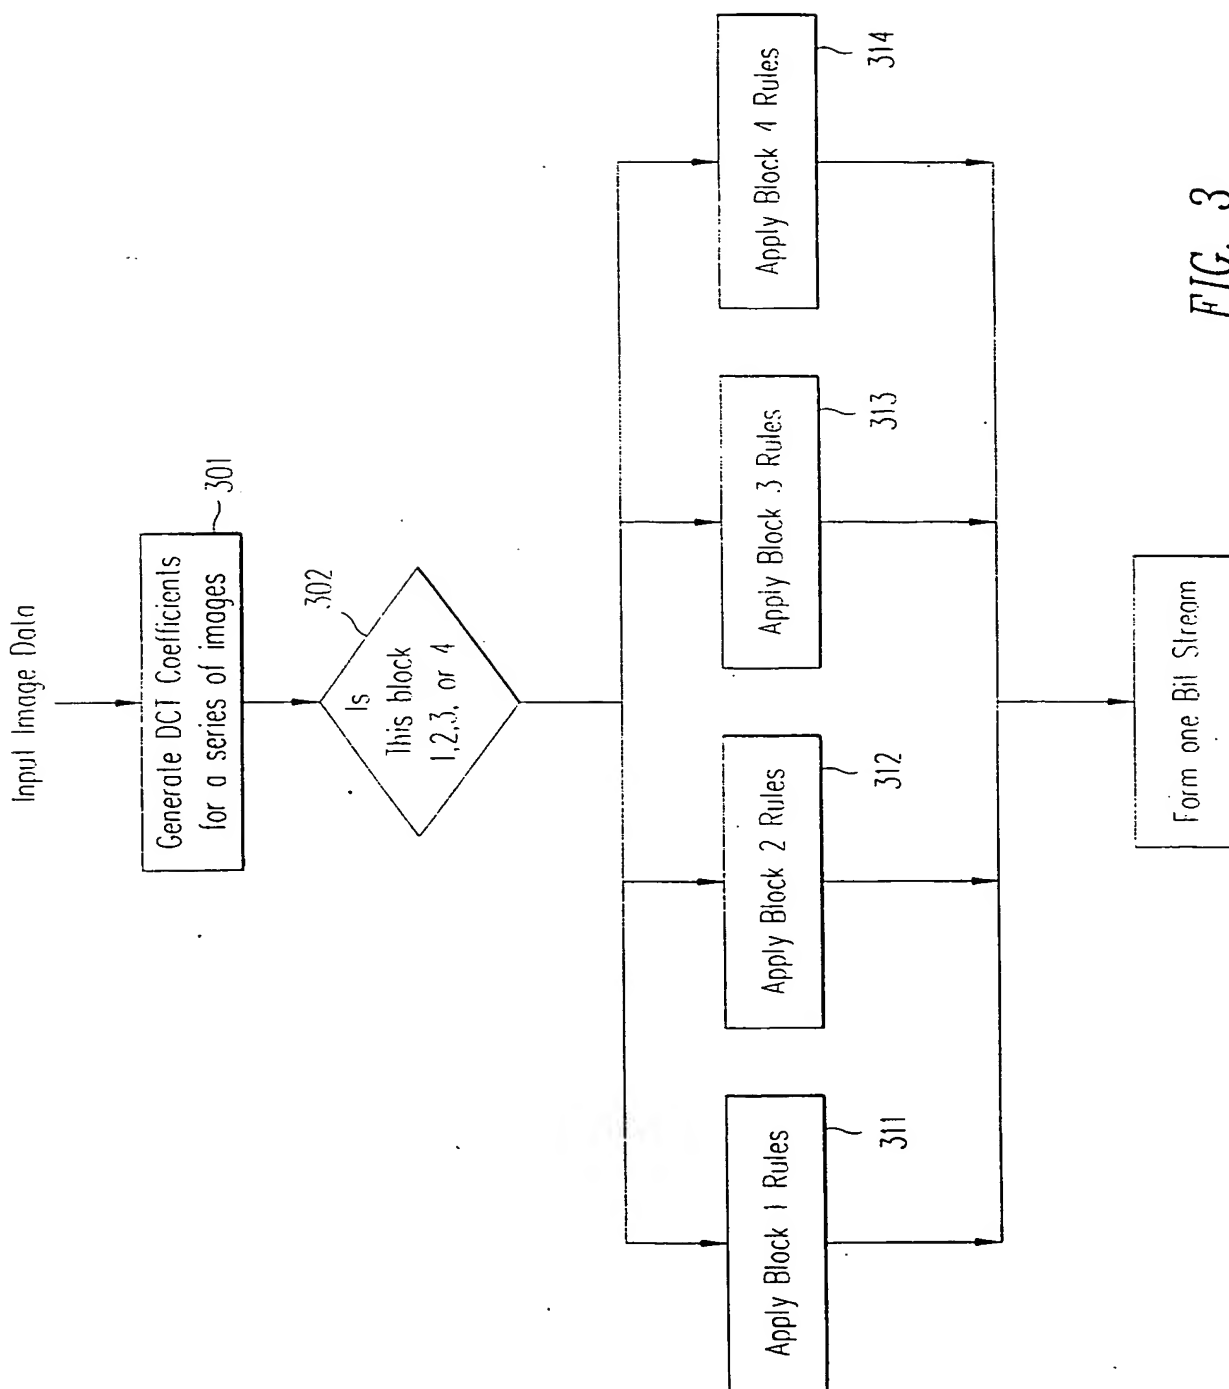 Input Image Data
Generate DCT Coefficients
for a series of images
301
Is
This block
1,2,3, or 4
302
Apply Block 1 Rules
311
Apply Block 2 Rules
312
Apply Block 3 Rules
313
Apply Block 4 Rules
314
Form one Bit Stream
FIG. 3